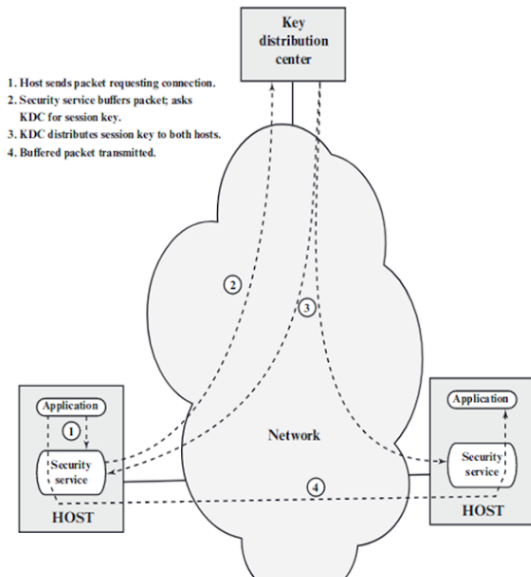 Key
distribution
center
1. Host sends packet requesting connection.
2. Security service buffers packet; asks
KDC for session key.
3. KDC distributes session key to both hosts.
4. Buffered packet transmitted.
2
3
Application
1
Security
service
HOST
Network
4
Application
Security
service
HOST